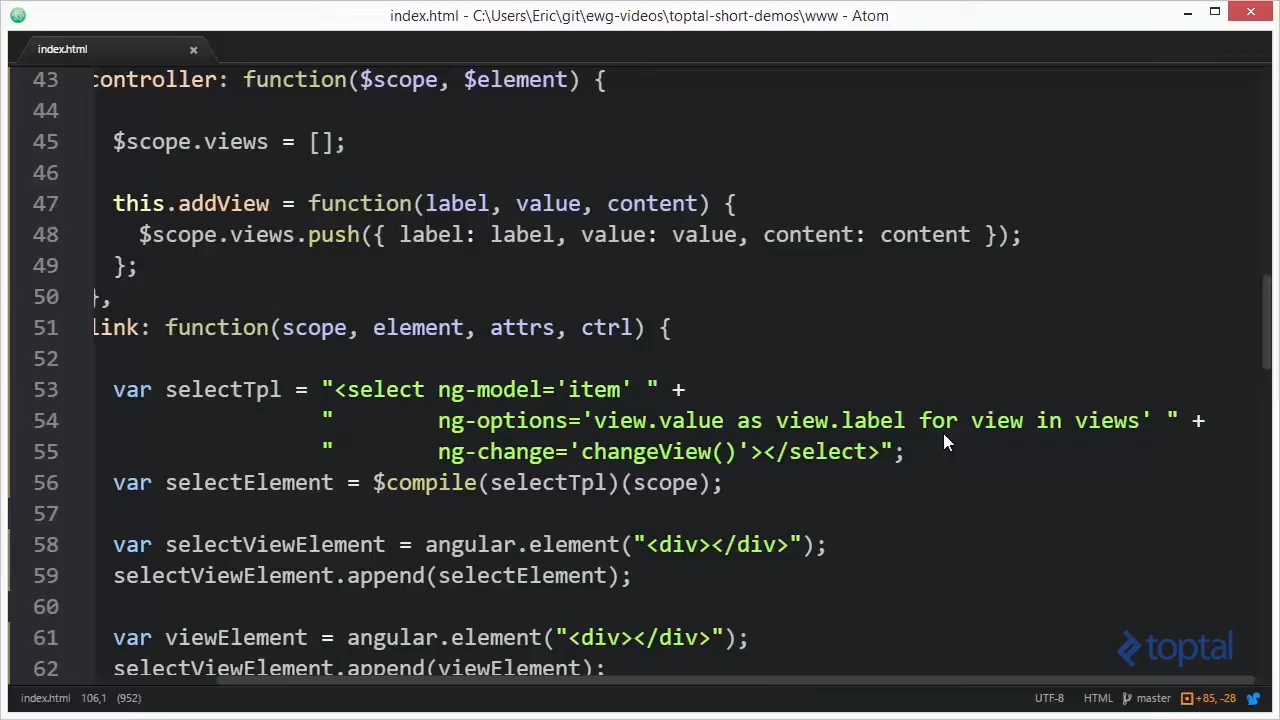 index.html - C:\Users\Eric\git\ewg-videos\toptal-short-demos\www - Atom
index.html
43 controller: function($scope, $element) {
44
45 $scope.views = [];
46
47 this.addView = function(label, value, content) {
48 $scope.views.push({ label: label, value: value, content: content });
49 };
50 },
51 link: function(scope, element, attrs, ctrl) {
52
53 var selectTpl = "<select ng-model='item' " +
54 "        ng-options='view.value as view.label for view in views' " +
55 "        ng-change='changeView()'></select>";
56 var selectElement = $compile(selectTpl)(scope);
57
58 var selectViewElement = angular.element("<div></div>");
59 selectViewElement.append(selectElement);
60
61 var viewElement = angular.element("<div></div>");
62 selectViewElement.append(viewElement);
toptal
index.html 106,1 (952) UTF-8 HTML master +85, -28